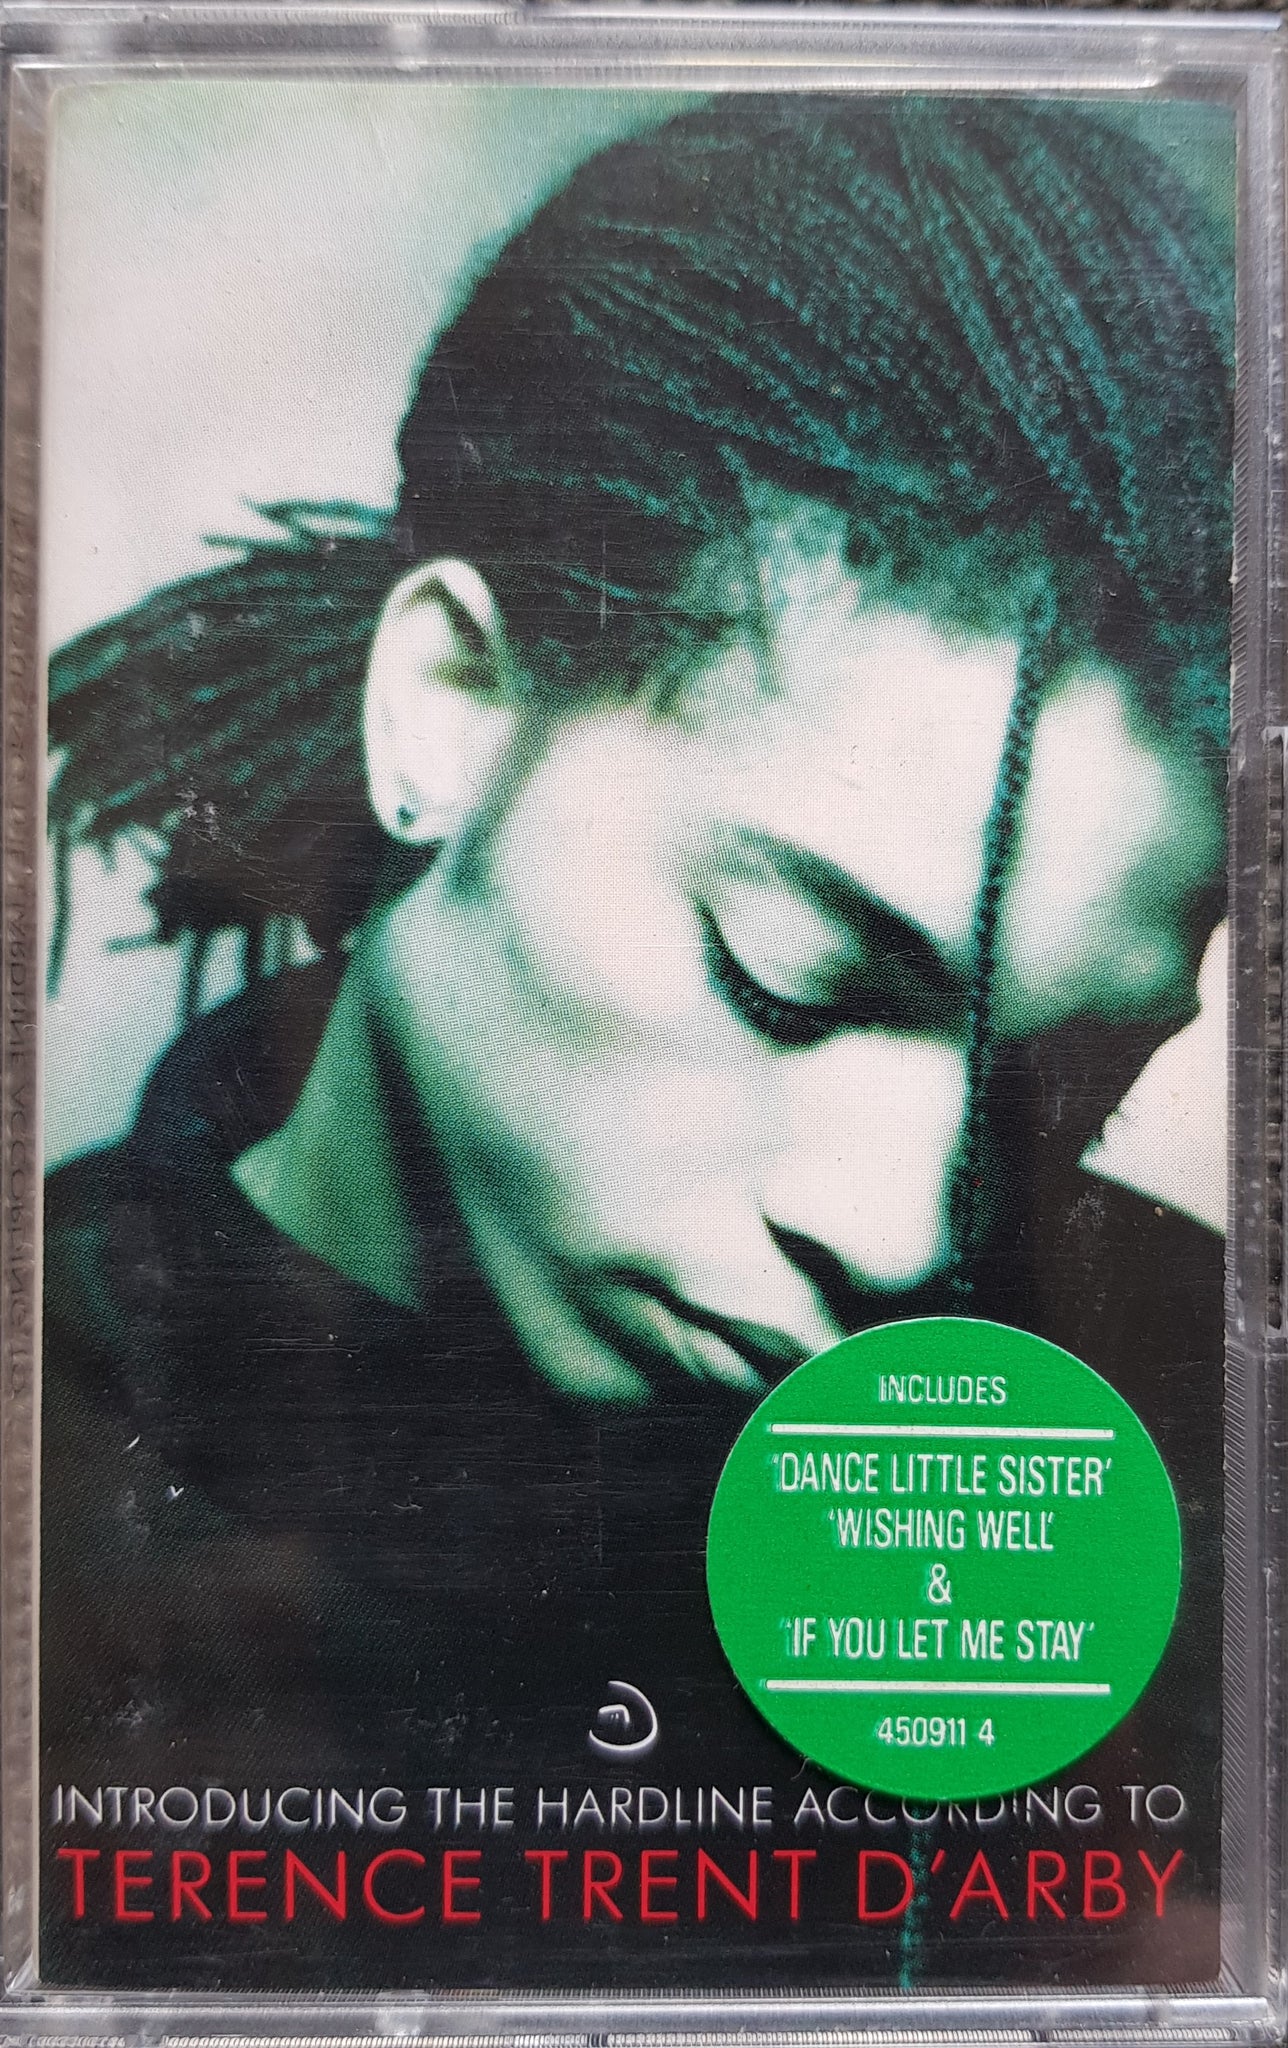 INCLUDES
'DANCE LITTLE SISTER'
'WISHING WELL'
&
'IF YOU LET ME STAY'
450911 4
INTRODUCING THE HARDLINE ACCORDING TO
TERENCE TRENT D'ARBY